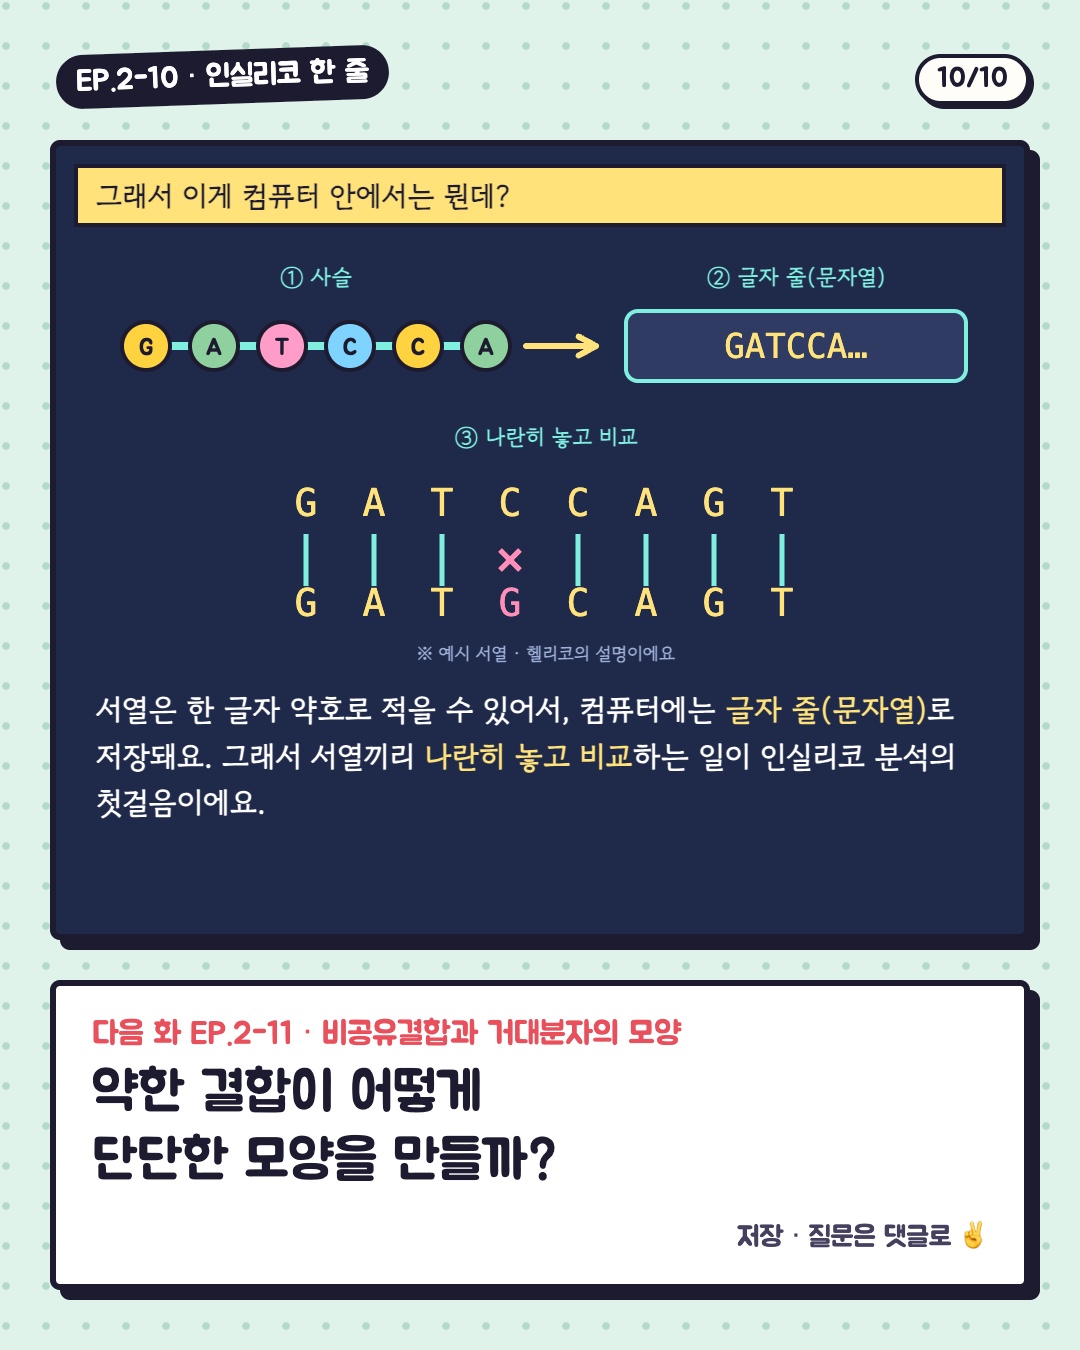 EP.2-10 · 인실리코 한 줄
10/10
그래서 이게 컴퓨터 안에서는 뭔데?
① 사슬
② 글자 줄(문자열)
G A T C C A
GATCCA…
③ 나란히 놓고 비교
G A T C C A G T
×
G A T G C A G T
※ 예시 서열 · 헬리코의 설명이에요
서열은 한 글자 약호로 적을 수 있어서, 컴퓨터에는 글자 줄(문자열)로
저장돼요. 그래서 서열끼리 나란히 놓고 비교하는 일이 인실리코 분석의
첫걸음이에요.
다음 화 EP.2-11 · 비공유결합과 거대분자의 모양
약한 결합이 어떻게
단단한 모양을 만들까?
저장 · 질문은 댓글로 ✌️